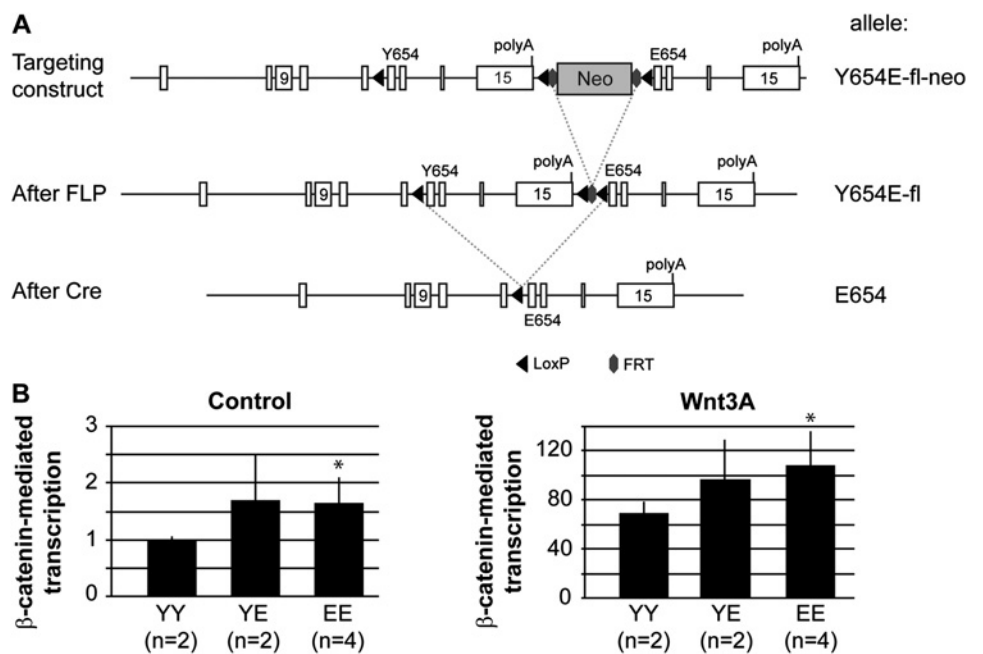 A
allele:
Targeting construct
9
Y654
15
polyA
Neo
E654
15
polyA
Y654E-fl-neo
After FLP
9
Y654
15
polyA
E654
15
polyA
Y654E-fl
After Cre
9
E654
15
polyA
E654
LoxP
FRT
B
Control
β-catenin-mediated transcription
3
2
1
0
*
YY
YE
EE
(n=2)
(n=2)
(n=4)
Wnt3A
β-catenin-mediated transcription
120
80
40
0
*
YY
YE
EE
(n=2)
(n=2)
(n=4)